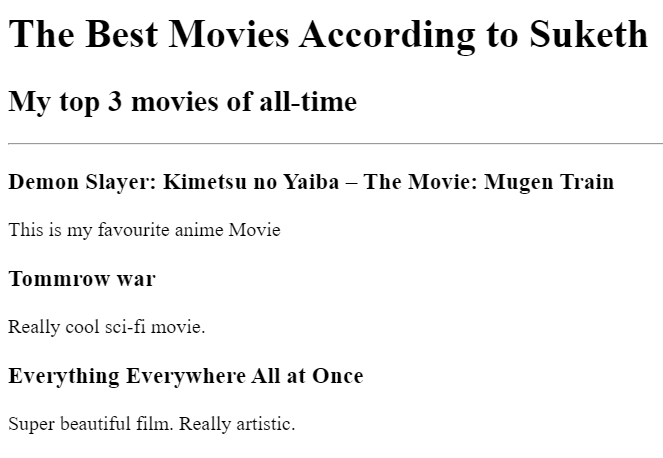 The Best Movies According to Suketh
My top 3 movies of all-time
Demon Slayer: Kimetsu no Yaiba – The Movie: Mugen Train
This is my favourite anime Movie
Tommrow war
Really cool sci-fi movie.
Everything Everywhere All at Once
Super beautiful film. Really artistic.